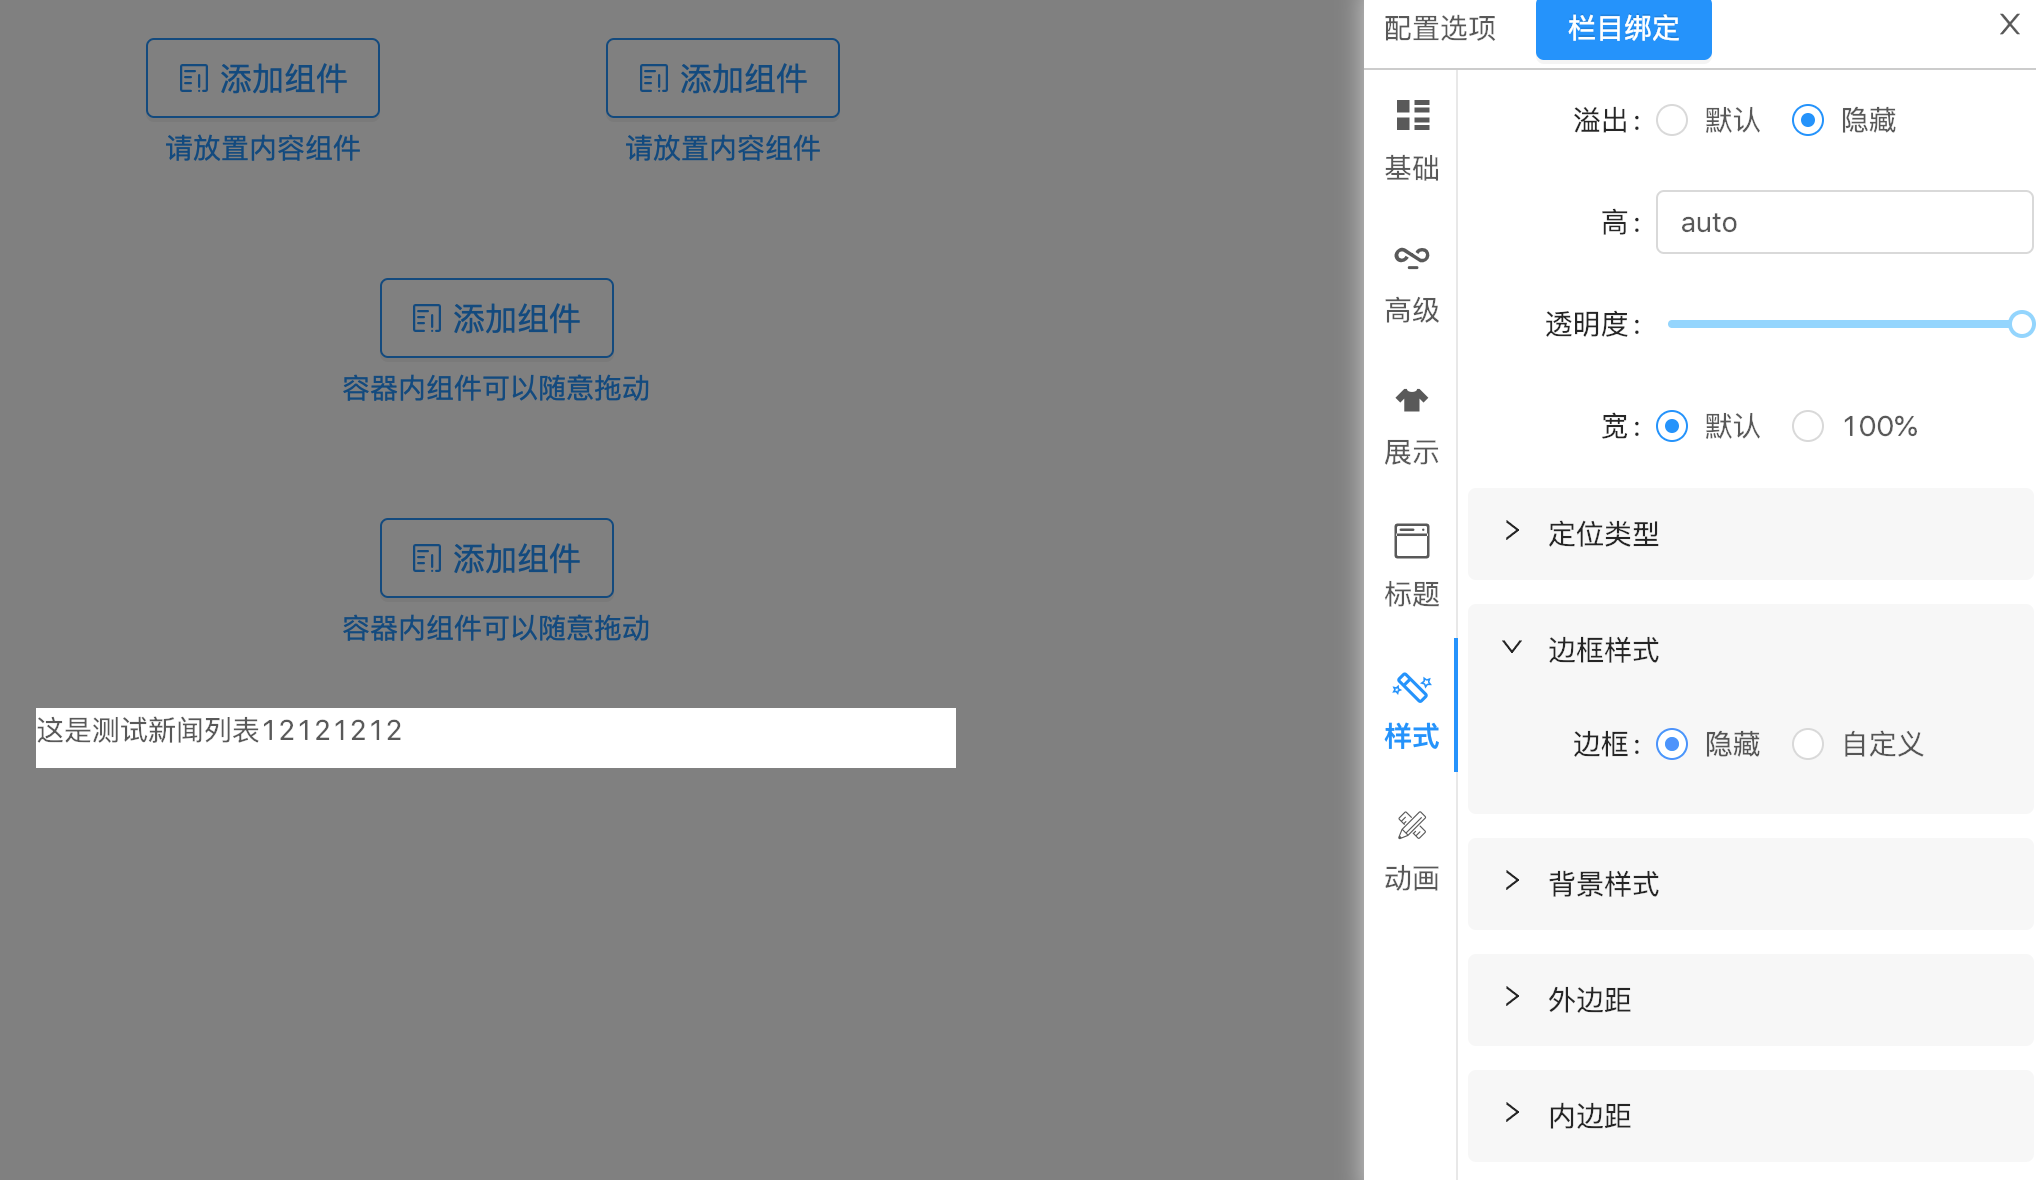 添加组件
请放置内容组件
添加组件
请放置内容组件
添加组件
容器内组件可以随意拖动
添加组件
容器内组件可以随意拖动
这是测试新闻列表12121212
配置选项
栏目绑定
基础
高级
展示
标题
样式
动画
溢出: 默认 隐藏
高: auto
透明度:
宽: 默认 100%
定位类型
边框样式
边框: 隐藏 自定义
背景样式
外边距
内边距